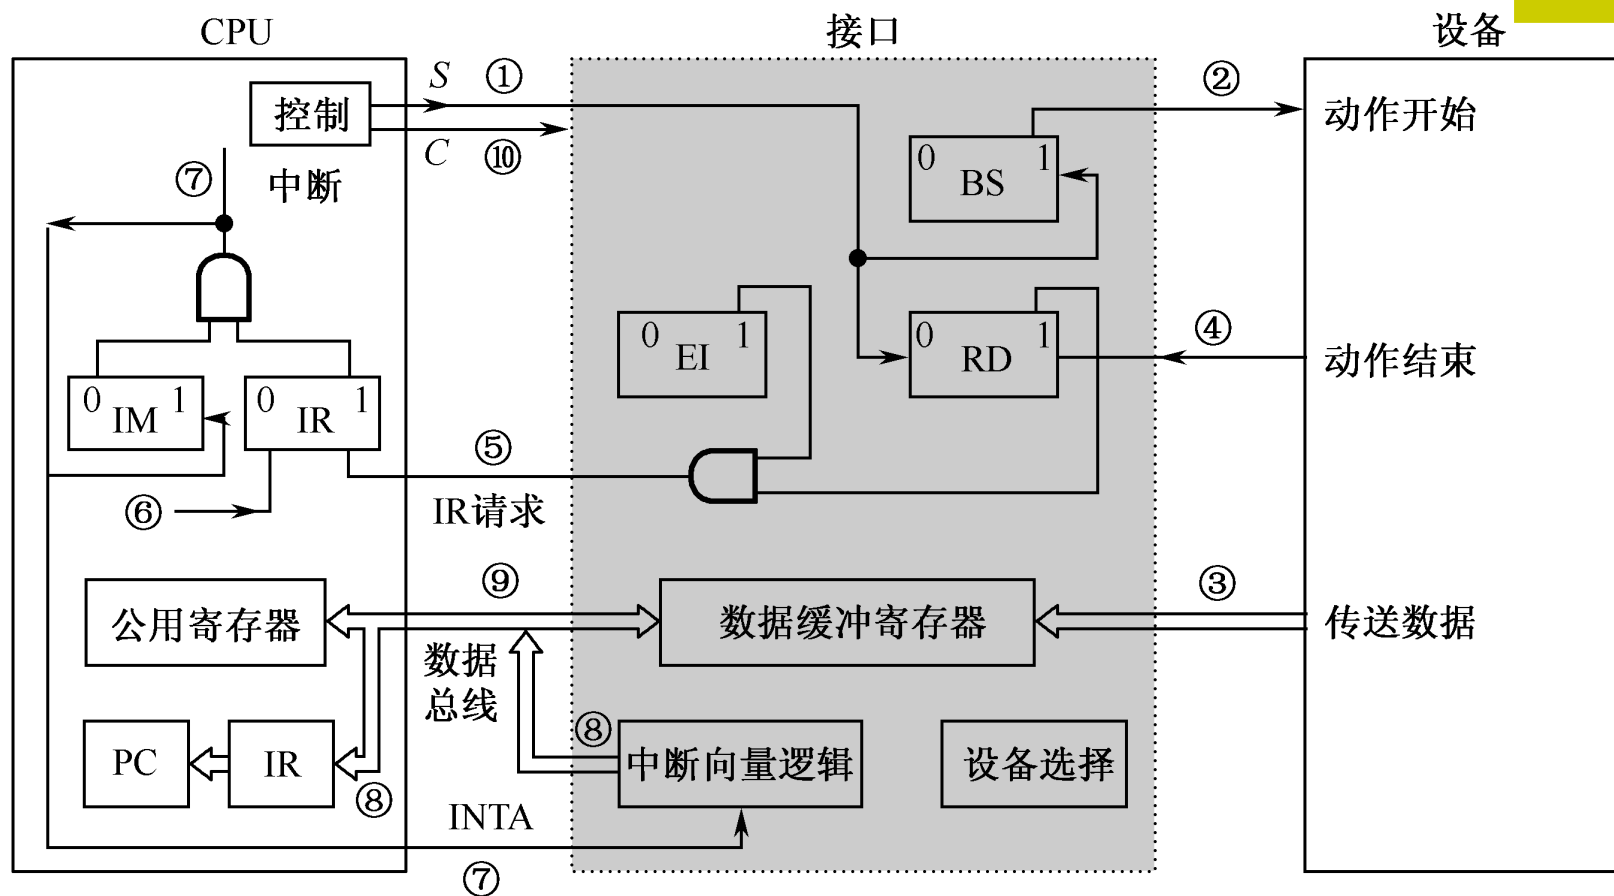 CPU
接口
设备
S ①
②
控制
动作开始
C ⑩
0 1
BS
⑦
中断
0 1
EI
0 1
RD
④
动作结束
0 1
IM
0 1
IR
⑤
IR请求
⑥
⑨
③
公用寄存器
数据缓冲寄存器
传送数据
数据
总线
⑧
PC
IR
中断向量逻辑
设备选择
⑧
INTA
⑦